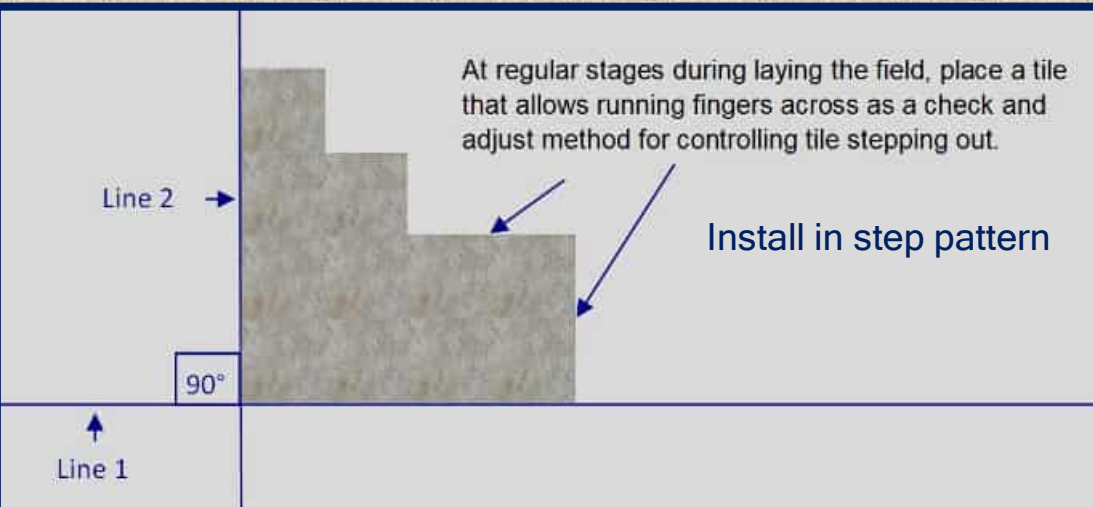 At regular stages during laying the field, place a tile
that allows running fingers across as a check and
adjust method for controlling tile stepping out.
Line 2
Install in step pattern
90°
Line 1